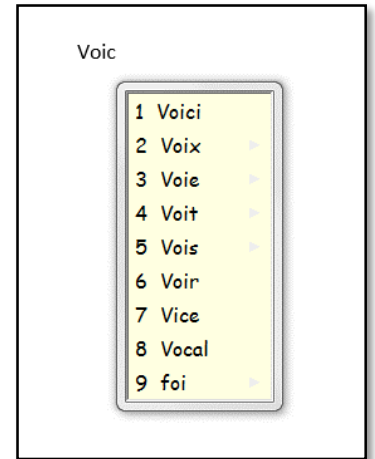 Voic
1 Voici
2 Voix
3 Voie
4 Voit
5 Vois
6 Voir
7 Vice
8 Vocal
9 foi